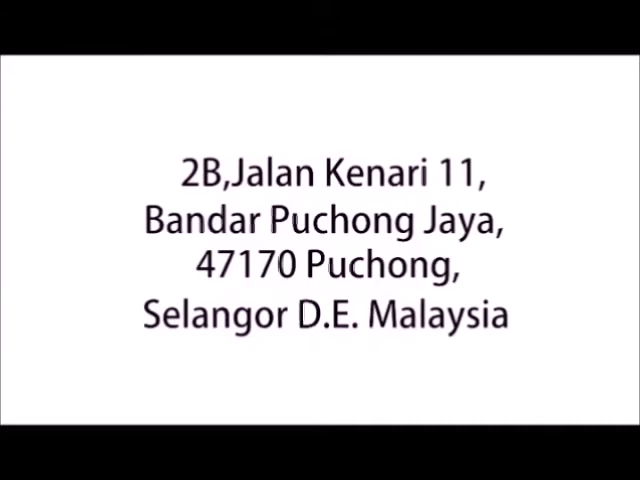 2B,Jalan Kenari 11,
Bandar Puchong Jaya,
47170 Puchong,
Selangor D.E. Malaysia